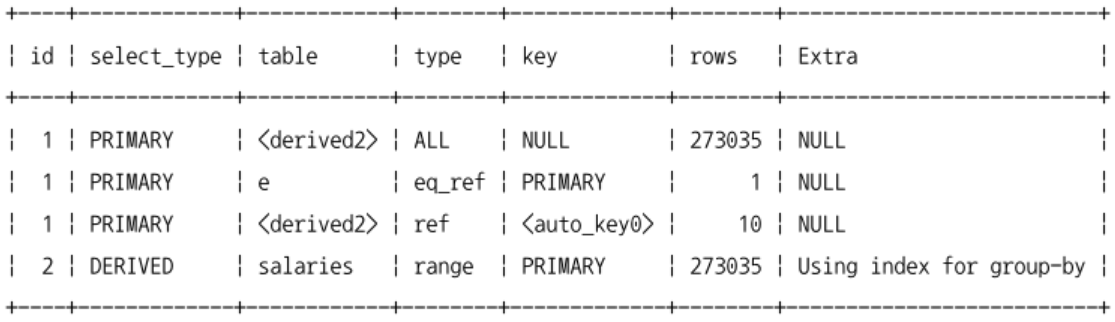 +----+-------------+------------+--------+-------------+--------+--------------------------+
| id | select_type | table      | type   | key         | rows   | Extra                    |
+----+-------------+------------+--------+-------------+--------+--------------------------+
|  1 | PRIMARY     | <derived2> | ALL    | NULL        | 273035 | NULL                     |
|  1 | PRIMARY     | e          | eq_ref | PRIMARY     |      1 | NULL                     |
|  1 | PRIMARY     | <derived2> | ref    | <auto_key0> |     10 | NULL                     |
|  2 | DERIVED     | salaries   | range  | PRIMARY     | 273035 | Using index for group-by |
+----+-------------+------------+--------+-------------+--------+--------------------------+